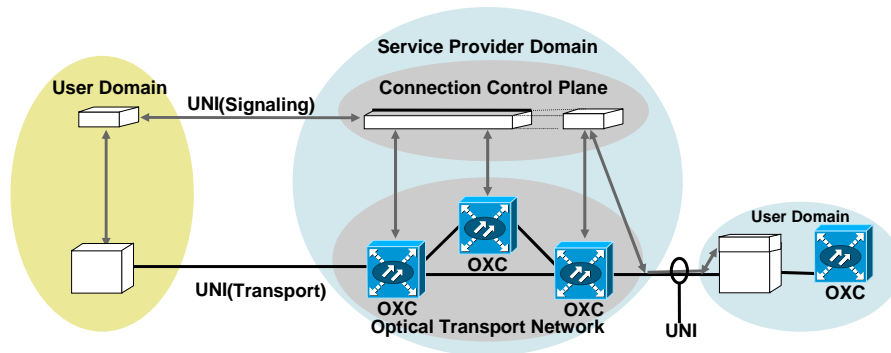 Service Provider Domain
User Domain
Connection Control Plane
UNI(Signaling)
User Domain
OXC
UNI(Transport)
OXC
OXC
OXC
Optical Transport Network
UNI